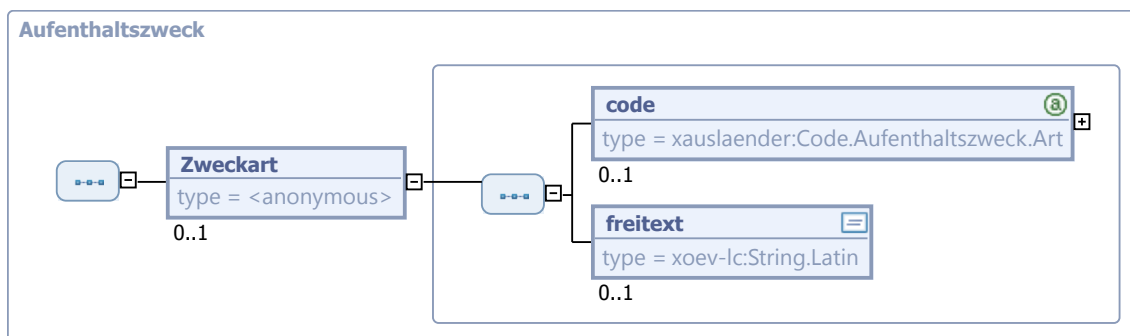 Aufenthaltszweck
Zweckart
type = <anonymous>
0..1
code
a
type = xauslaender:Code.Aufenthaltszweck.Art
0..1
freitext
type = xoev-lc:String.Latin
0..1